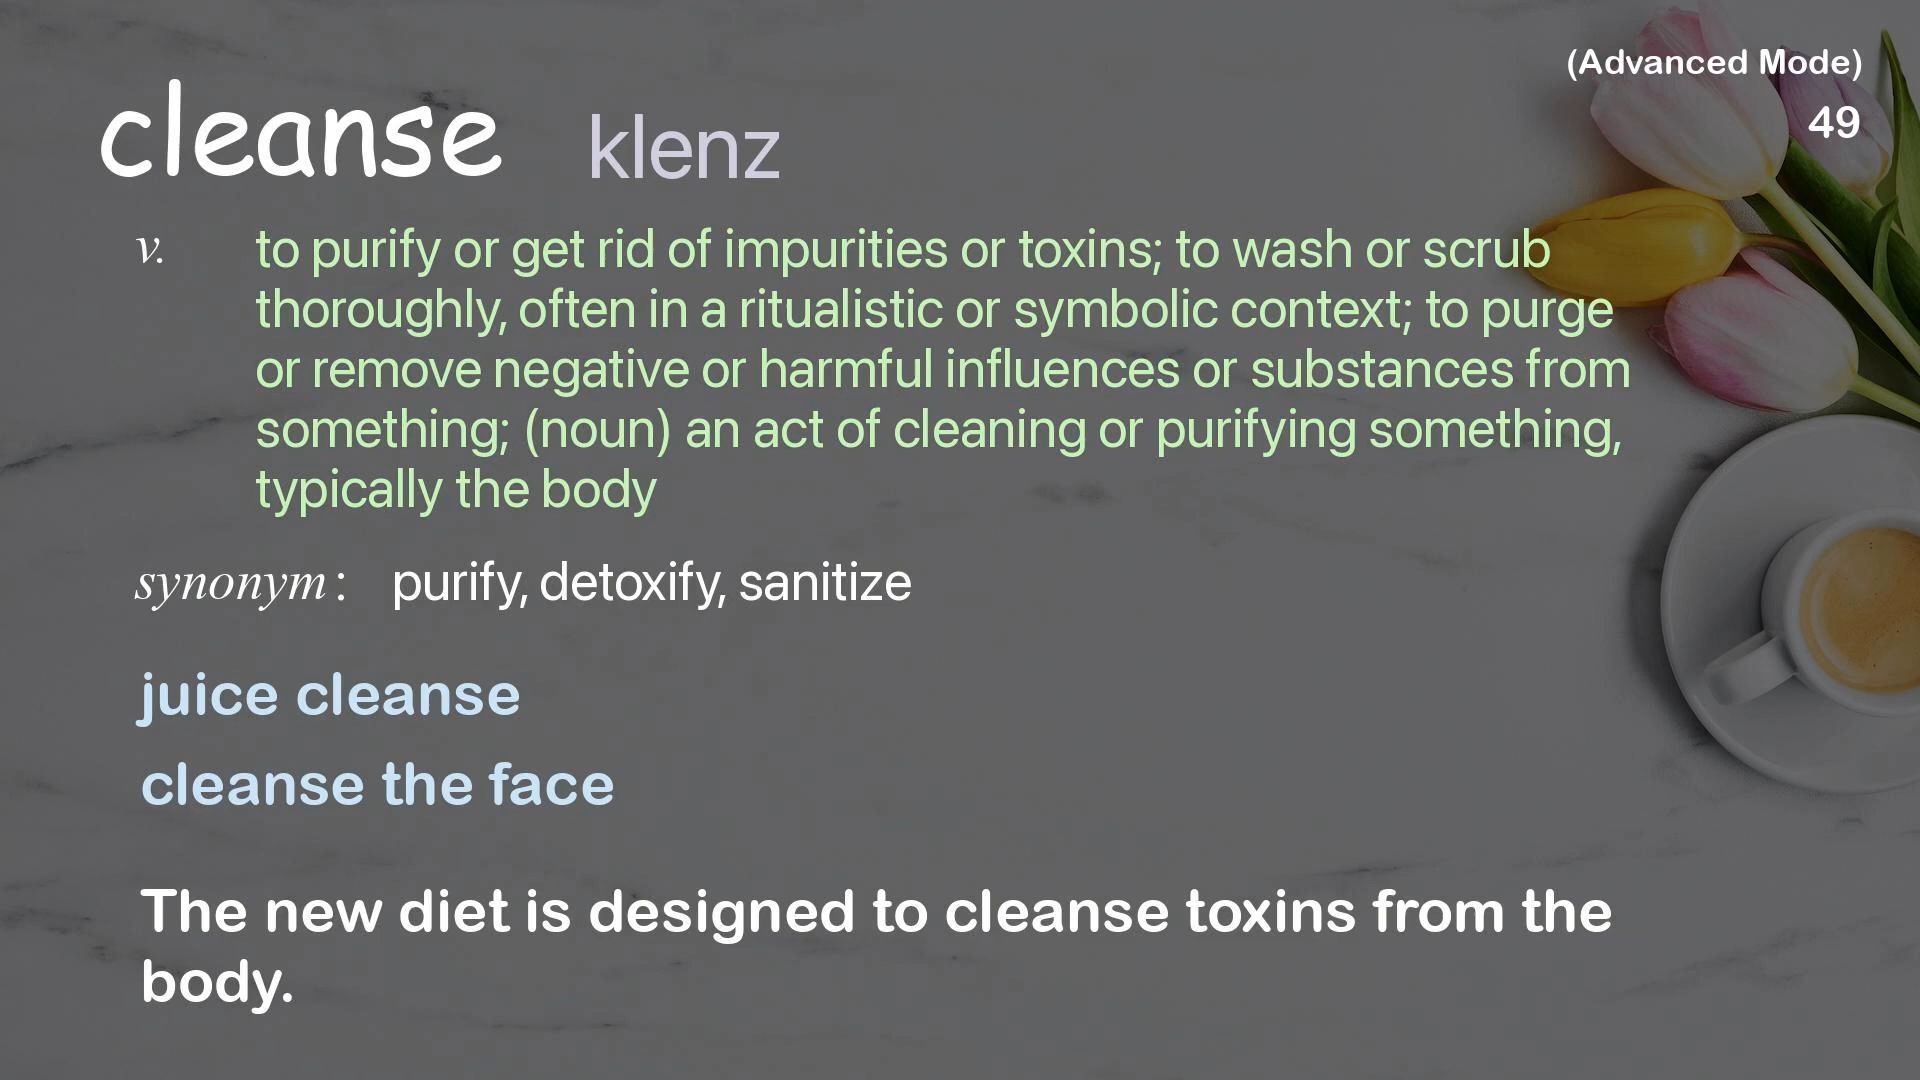 (Advanced Mode)
49
cleanse klenz
v. to purify or get rid of impurities or toxins; to wash or scrub
thoroughly, often in a ritualistic or symbolic context; to purge
or remove negative or harmful influences or substances from
something; (noun) an act of cleaning or purifying something,
typically the body
synonym: purify, detoxify, sanitize
juice cleanse
cleanse the face
The new diet is designed to cleanse toxins from the
body.